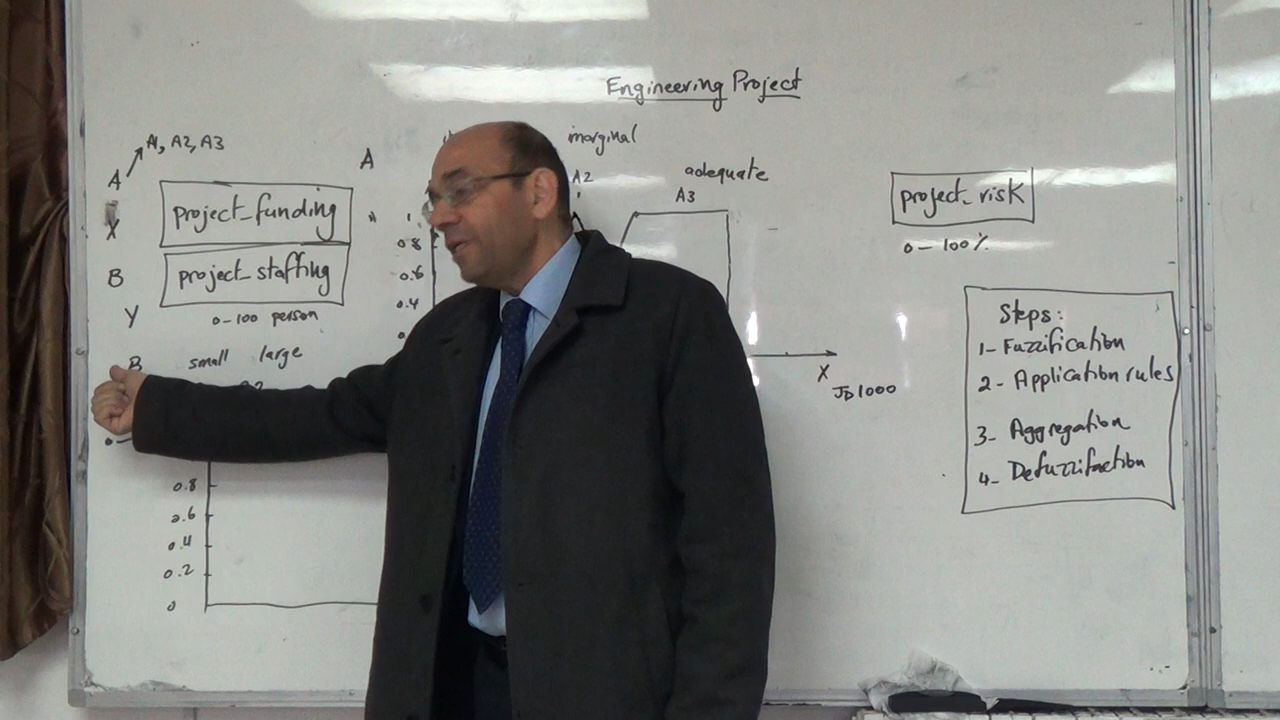 Engineering Project
A1, A2, A3
A
X
project_funding
B
project_staffing
Y
0-100 person
B
small large
A
marginal
A2
adequate
A3
1
0.8
0.6
0.4
X
JD1000
0.8
0.6
0.4
0.2
0
project_risk
0-100%
Steps:
1- Fuzzification
2- Application rules
3- Aggregation
4- Defuzzifaction